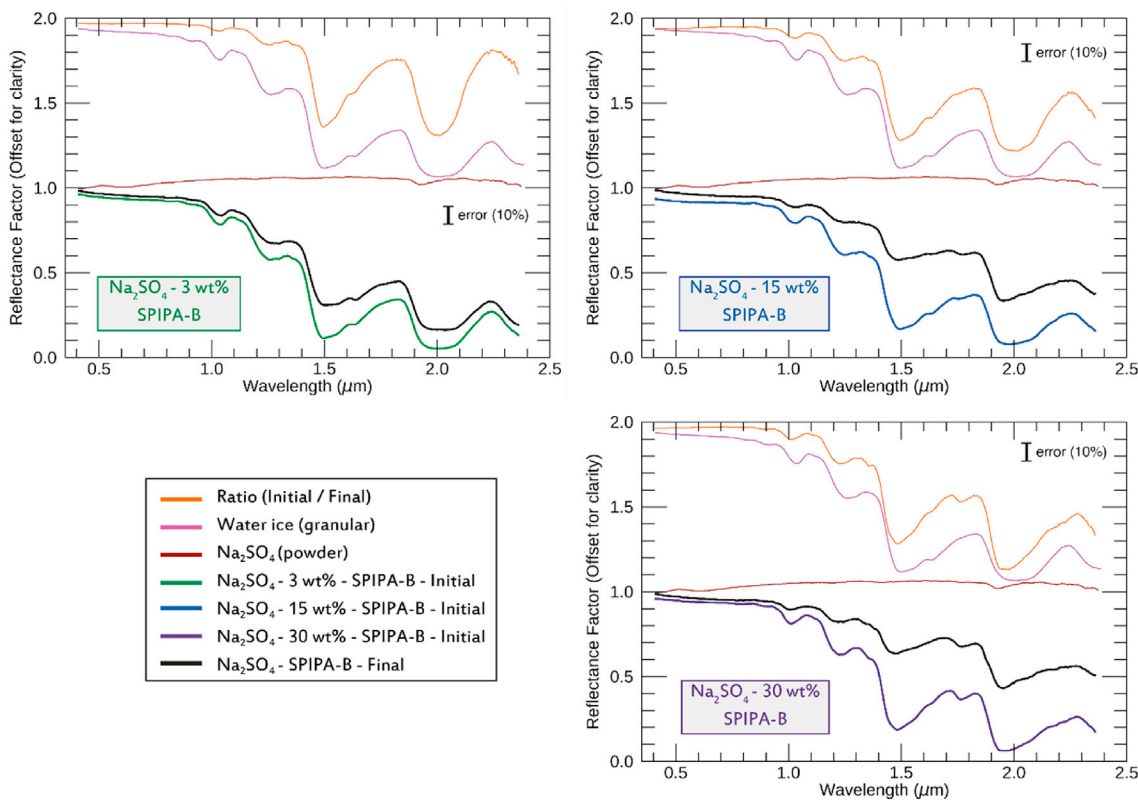 2.0
1.5
1.0
0.5
0.0
Reflectance Factor (Offset for clarity)
error (10%)
Na₂SO₄ - 3 wt%
SPIPA-B
0.5 1.0 1.5 2.0 2.5
Wavelength (μm)
2.0
1.5
1.0
0.5
0.0
Reflectance Factor (Offset for clarity)
error (10%)
Na₂SO₄ - 15 wt%
SPIPA-B
0.5 1.0 1.5 2.0 2.5
Wavelength (μm)
Ratio (Initial / Final)
Water ice (granular)
Na₂SO₄ (powder)
Na₂SO₄ - 3 wt% - SPIPA-B - Initial
Na₂SO₄ - 15 wt% - SPIPA-B - Initial
Na₂SO₄ - 30 wt% - SPIPA-B - Initial
Na₂SO₄ - SPIPA-B - Final
2.0
1.5
1.0
0.5
0.0
Reflectance Factor (Offset for clarity)
error (10%)
Na₂SO₄ - 30 wt%
SPIPA-B
0.5 1.0 1.5 2.0 2.5
Wavelength (μm)